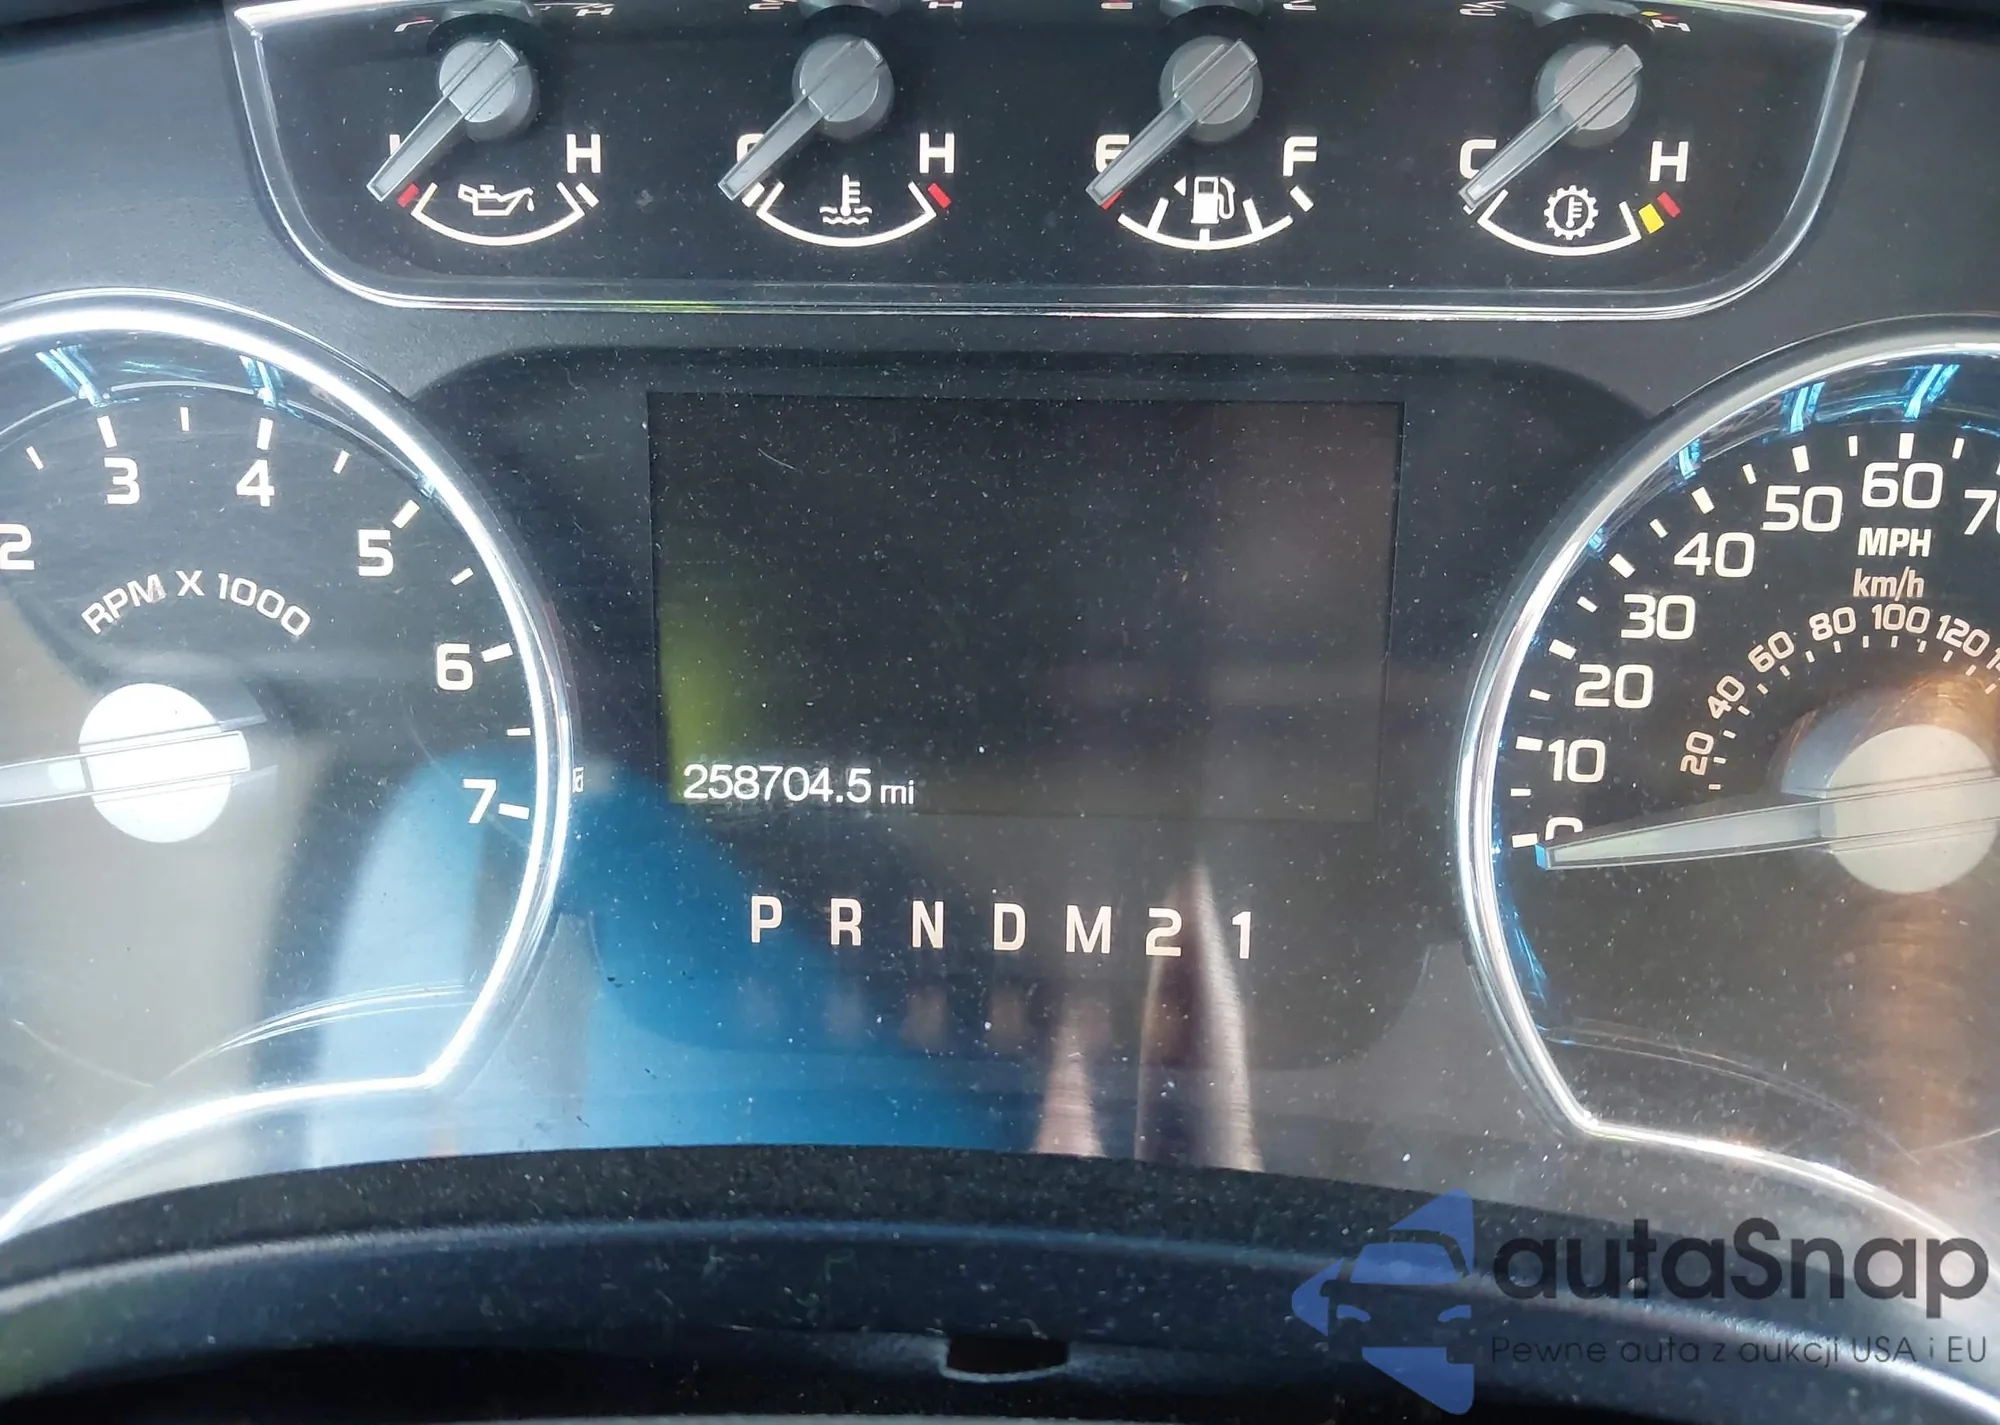 H H E F C H
2 3 4 5 6 7
RPM X 1000
258704.5 mi
P R N D M 2 1
0 10 20 30 40 50 60
MPH
km/h
20 40 60 80 100 120
autaSnap
Pewne auta z aukcji USA i EU